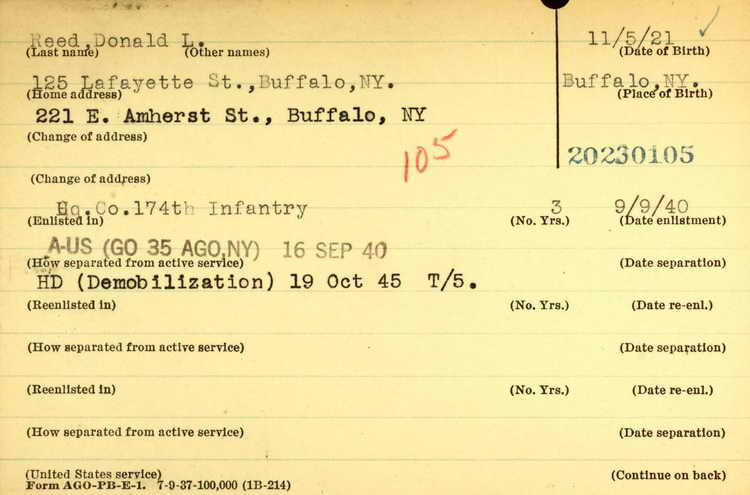 Reed, Donald L. 11/5/21
(Last name) (Other names) (Date of Birth)
125 Lafayette St., Buffalo, NY. Buffalo, NY.
(Home address) (Place of Birth)
221 E. Amherst St., Buffalo, NY
(Change of address)
105
20230105
(Change of address)
Hq.Co.174th Infantry 3 9/9/40
(Enlisted in) (No. Yrs.) (Date enlistment)
A-US (GO 35 AGO,NY) 16 SEP 40
(How separated from active service) (Date separation)
HD (Demobilization) 19 Oct 45 T/5.
(Reenlisted in) (No. Yrs.) (Date re-enl.)
(How separated from active service) (Date separation)
(Reenlisted in) (No. Yrs.) (Date re-enl.)
(How separated from active service) (Date separation)
(United States service) (Continue on back)
Form AGO-PB-E-1. 7-9-37-100,000 (1B-214)